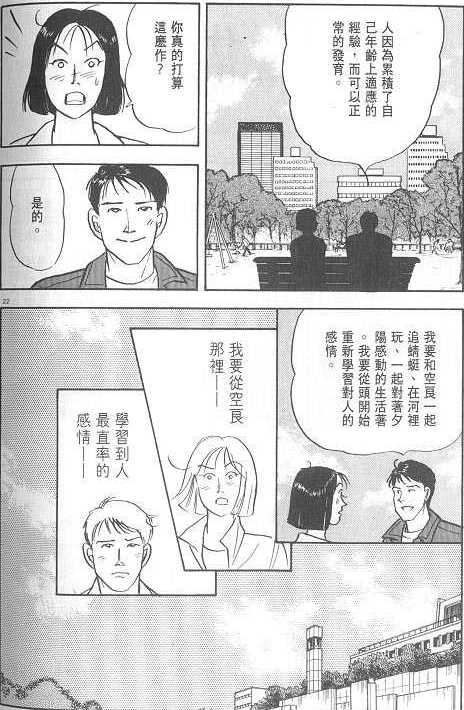 人因為累積了自
己年齡上適應的
經驗，而可以正
常的發育。
你真的打算
這麼作？
是的。
22
我要和空良一起
追蜻蜓、在河裡
玩、一起對著夕
陽感動的生活著
。我要從頭開始
重新學習對人的
感情。
我要從空良
那裡——
學習到人
最直率的
感情——